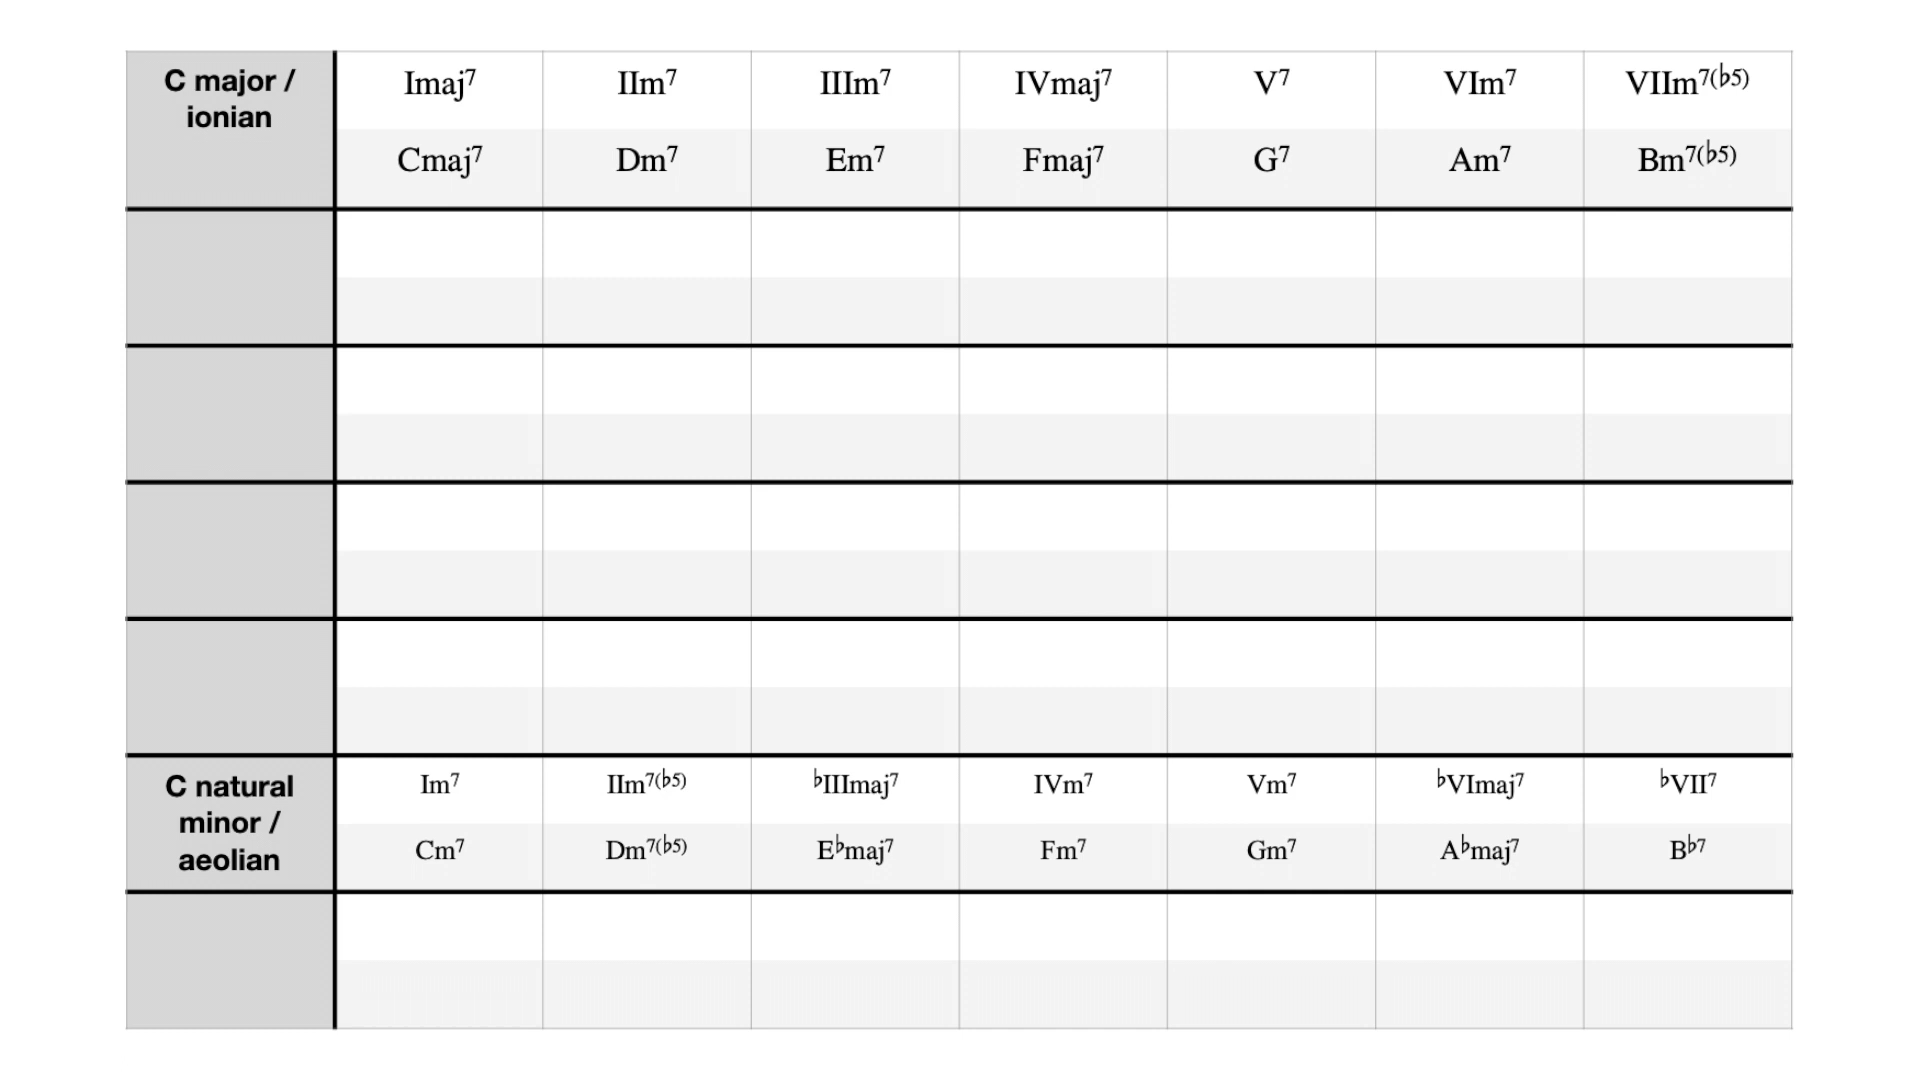 C major /
ionian
Imaj⁷ IIm⁷ IIIm⁷ IVmaj⁷ V⁷ VIm⁷ VIIm⁷⁽♭⁵⁾
Cmaj⁷ Dm⁷ Em⁷ Fmaj⁷ G⁷ Am⁷ Bm⁷⁽♭⁵⁾
C natural
minor /
aeolian
Im⁷ IIm⁷⁽♭⁵⁾ ♭IIImaj⁷ IVm⁷ Vm⁷ ♭VImaj⁷ ♭VII⁷
Cm⁷ Dm⁷⁽♭⁵⁾ E♭maj⁷ Fm⁷ Gm⁷ A♭maj⁷ B♭⁷